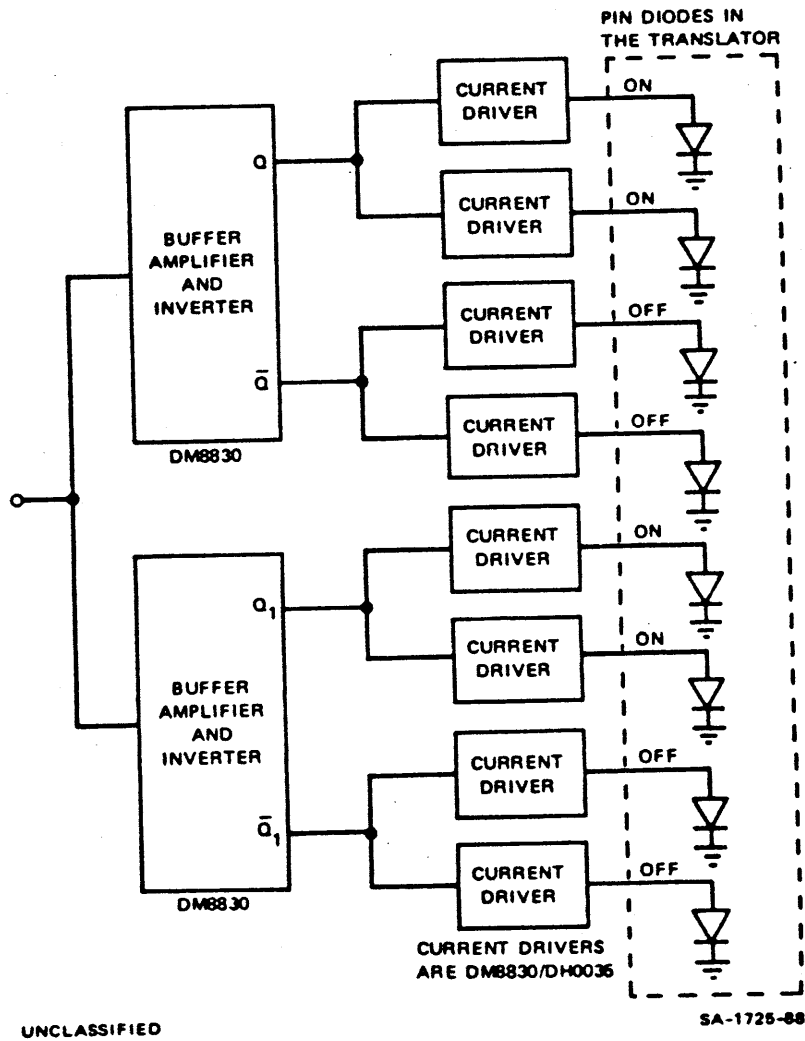 PIN DIODES IN
THE TRANSLATOR
CURRENT
DRIVER
ON
CURRENT
DRIVER
ON
CURRENT
DRIVER
OFF
CURRENT
DRIVER
OFF
CURRENT
DRIVER
ON
CURRENT
DRIVER
ON
CURRENT
DRIVER
OFF
CURRENT
DRIVER
OFF
BUFFER
AMPLIFIER
AND
INVERTER
a
a̅
DM8830
BUFFER
AMPLIFIER
AND
INVERTER
a₁
a̅₁
DM8830
CURRENT DRIVERS
ARE DM8830/DH0035
UNCLASSIFIED
SA-1725-88